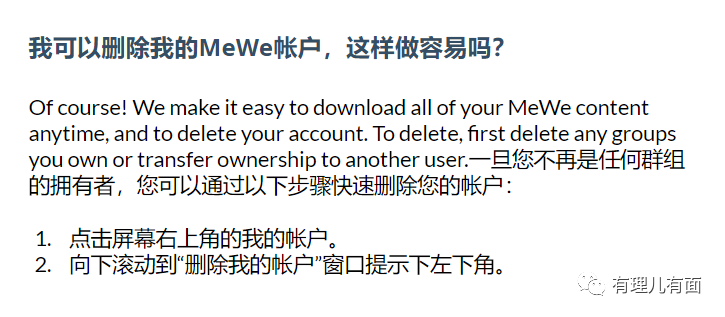 我可以删除我的MeWe帐户，这样做容易吗？
Of course! We make it easy to download all of your MeWe content
anytime, and to delete your account. To delete, first delete any groups
you own or transfer ownership to another user.一旦您不再是任何群组
的拥有者，您可以通过以下步骤快速删除您的帐户：
1. 点击屏幕右上角的我的帐户。
2. 向下滚动到“删除我的帐户”窗口提示下左下角。
有理儿有面